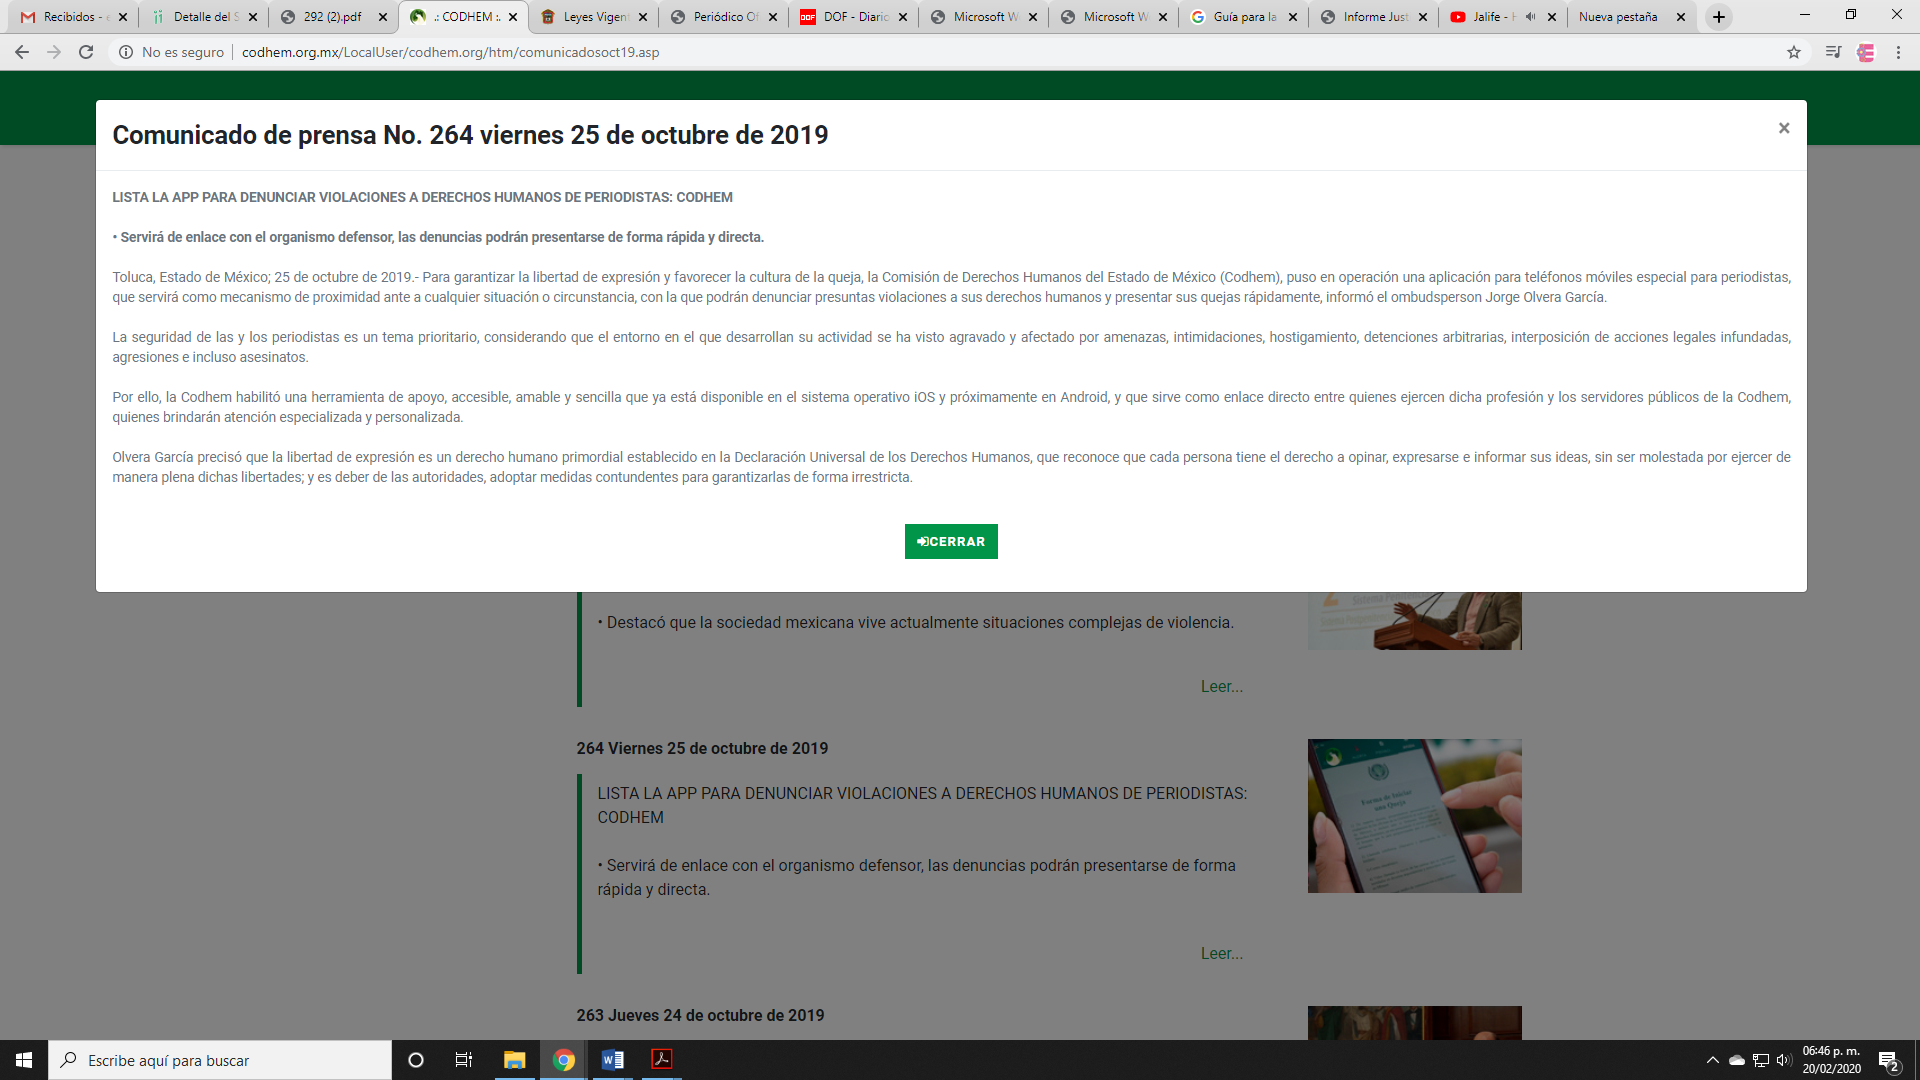 Recibidos - e
Detalle del S
292 (2).pdf
.: CODHEM :.
Leyes Vigent
Periódico Of
DOF - Diario
Microsoft W
Microsoft W
Guía para la
Informe Just
Jalife - H
Nueva pestaña
No es seguro
codhem.org.mx/LocalUser/codhem.org/htm/comunicadosoct19.asp
Comunicado de prensa No. 264 viernes 25 de octubre de 2019
×
LISTA LA APP PARA DENUNCIAR VIOLACIONES A DERECHOS HUMANOS DE PERIODISTAS: CODHEM
• Servirá de enlace con el organismo defensor, las denuncias podrán presentarse de forma rápida y directa.
Toluca, Estado de México; 25 de octubre de 2019.- Para garantizar la libertad de expresión y favorecer la cultura de la queja, la Comisión de Derechos Humanos del Estado de México (Codhem), puso en operación una aplicación para teléfonos móviles especial para periodistas,
que servirá como mecanismo de proximidad ante a cualquier situación o circunstancia, con la que podrán denunciar presuntas violaciones a sus derechos humanos y presentar sus quejas rápidamente, informó el ombudsperson Jorge Olvera García.
La seguridad de las y los periodistas es un tema prioritario, considerando que el entorno en el que desarrollan su actividad se ha visto agravado y afectado por amenazas, intimidaciones, hostigamiento, detenciones arbitrarias, interposición de acciones legales infundadas,
agresiones e incluso asesinatos.
Por ello, la Codhem habilitó una herramienta de apoyo, accesible, amable y sencilla que ya está disponible en el sistema operativo iOS y próximamente en Android, y que sirve como enlace directo entre quienes ejercen dicha profesión y los servidores públicos de la Codhem,
quienes brindarán atención especializada y personalizada.
Olvera García precisó que la libertad de expresión es un derecho humano primordial establecido en la Declaración Universal de los Derechos Humanos, que reconoce que cada persona tiene el derecho a opinar, expresarse e informar sus ideas, sin ser molestada por ejercer de
manera plena dichas libertades; y es deber de las autoridades, adoptar medidas contundentes para garantizarlas de forma irrestricta.
CERRAR
• Destacó que la sociedad mexicana vive actualmente situaciones complejas de violencia.
Leer...
264 Viernes 25 de octubre de 2019
LISTA LA APP PARA DENUNCIAR VIOLACIONES A DERECHOS HUMANOS DE PERIODISTAS:
CODHEM
• Servirá de enlace con el organismo defensor, las denuncias podrán presentarse de forma
rápida y directa.
Forma de Iniciar
una Queja
Leer...
263 Jueves 24 de octubre de 2019
Escribe aquí para buscar
06:46 p. m.
20/02/2020
2